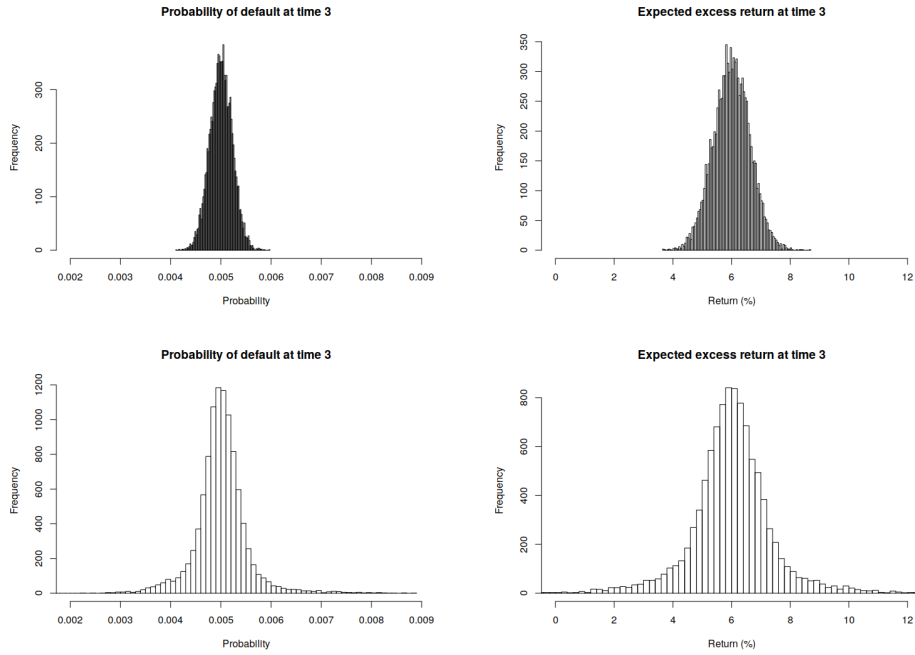 Probability of default at time 3
Frequency
0 100 200 300
0.002 0.003 0.004 0.005 0.006 0.007 0.008 0.009
Probability
Expected excess return at time 3
Frequency
0 50 100 150 200 250 300 350
0 2 4 6 8 10 12
Return (%)
Probability of default at time 3
Frequency
0 200 400 600 800 1000 1200
0.002 0.003 0.004 0.005 0.006 0.007 0.008 0.009
Probability
Expected excess return at time 3
Frequency
0 200 400 600 800
0 2 4 6 8 10 12
Return (%)